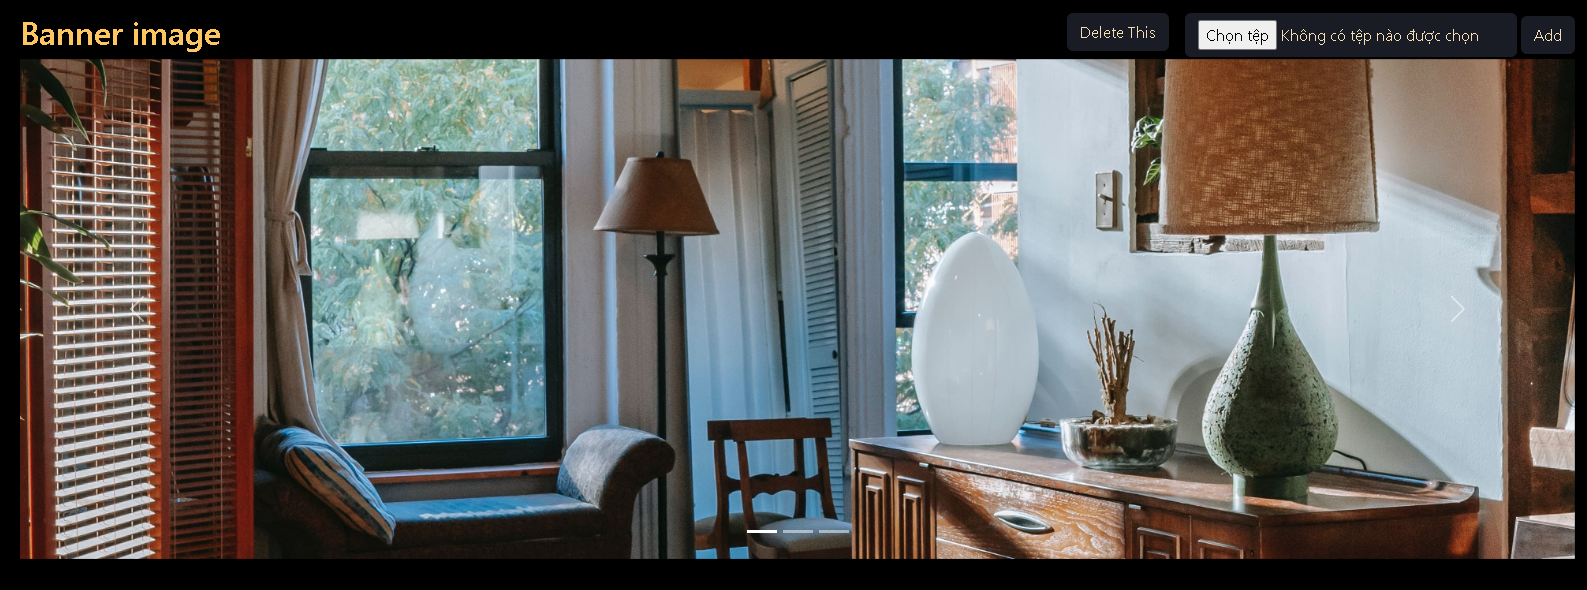 Banner image
Delete This
Chọn tệp Không có tệp nào được chọn
Add